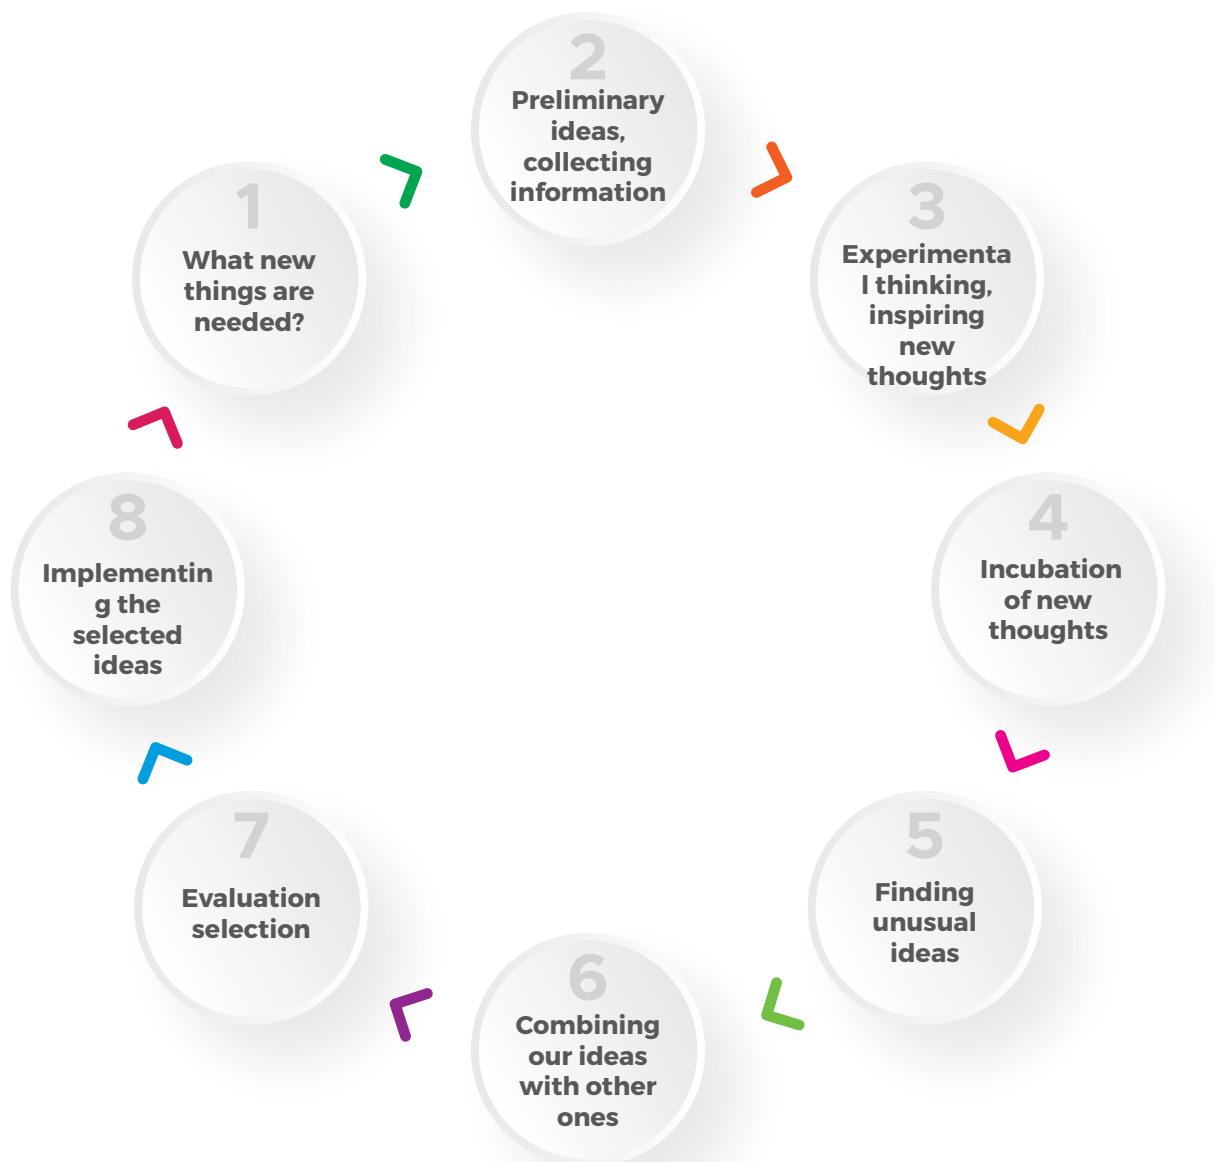 1
What new
things are
needed?
2
Preliminary
ideas,
collecting
information
3
Experimenta
l thinking,
inspiring
new
thoughts
4
Incubation
of new
thoughts
5
Finding
unusual
ideas
6
Combining
our ideas
with other
ones
7
Evaluation
selection
8
Implementin
g the
selected
ideas